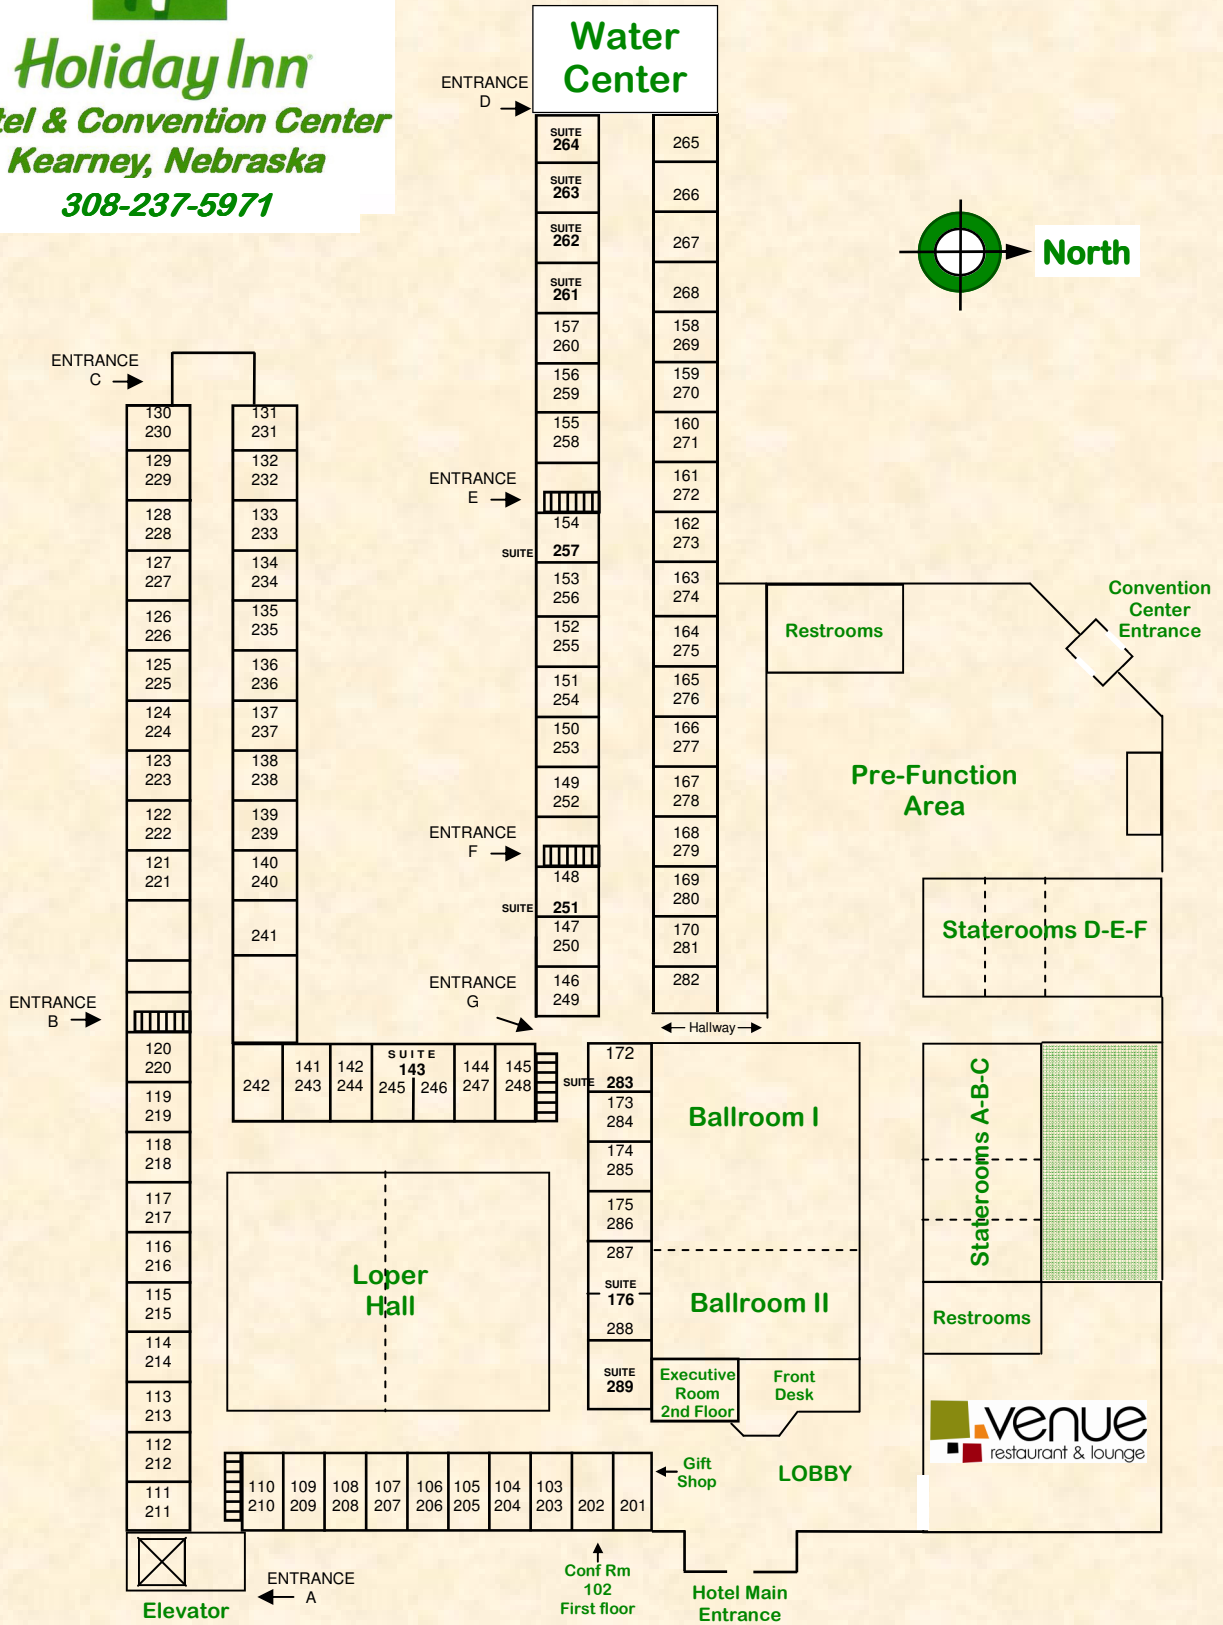 Holiday Inn
tel & Convention Center
Kearney, Nebraska
308-237-5971
Water
Center
ENTRANCE
D
SUITE
264
SUITE
263
SUITE
262
SUITE
261
157
260
156
259
155
258
ENTRANCE
E
154
SUITE 257
153
256
152
255
151
254
150
253
149
252
ENTRANCE
F
148
SUITE 251
147
250
146
249
ENTRANCE
G
265
266
267
268
158
269
159
270
160
271
161
272
162
273
163
274
164
275
165
276
166
277
167
278
168
279
169
280
170
281
282
Hallway
North
ENTRANCE
C
130
230
129
229
128
228
127
227
126
226
125
225
124
224
123
223
122
222
121
221
ENTRANCE
B
120
220
119
219
118
218
117
217
116
216
115
215
114
214
113
213
112
212
111
211
131
231
132
232
133
233
134
234
135
235
136
236
137
237
138
238
139
239
140
240
241
242
141
243
142
244
SUITE
143
245 246
144
247
145
248
172
SUITE 283
173
284
174
285
175
286
287
SUITE
176
288
SUITE
289
Restrooms
Convention
Center
Entrance
Pre-Function
Area
Staterooms D-E-F
Staterooms A-B-C
Ballroom I
Ballroom II
Executive
Room
2nd Floor
Front
Desk
Restrooms
venue
restaurant & lounge
Loper
Hall
LOBBY
Gift
Shop
110
210
109
209
108
208
107
207
106
206
105
205
104
204
103
203
202
201
Conf Rm
102
First floor
Hotel Main
Entrance
ENTRANCE
A
Elevator